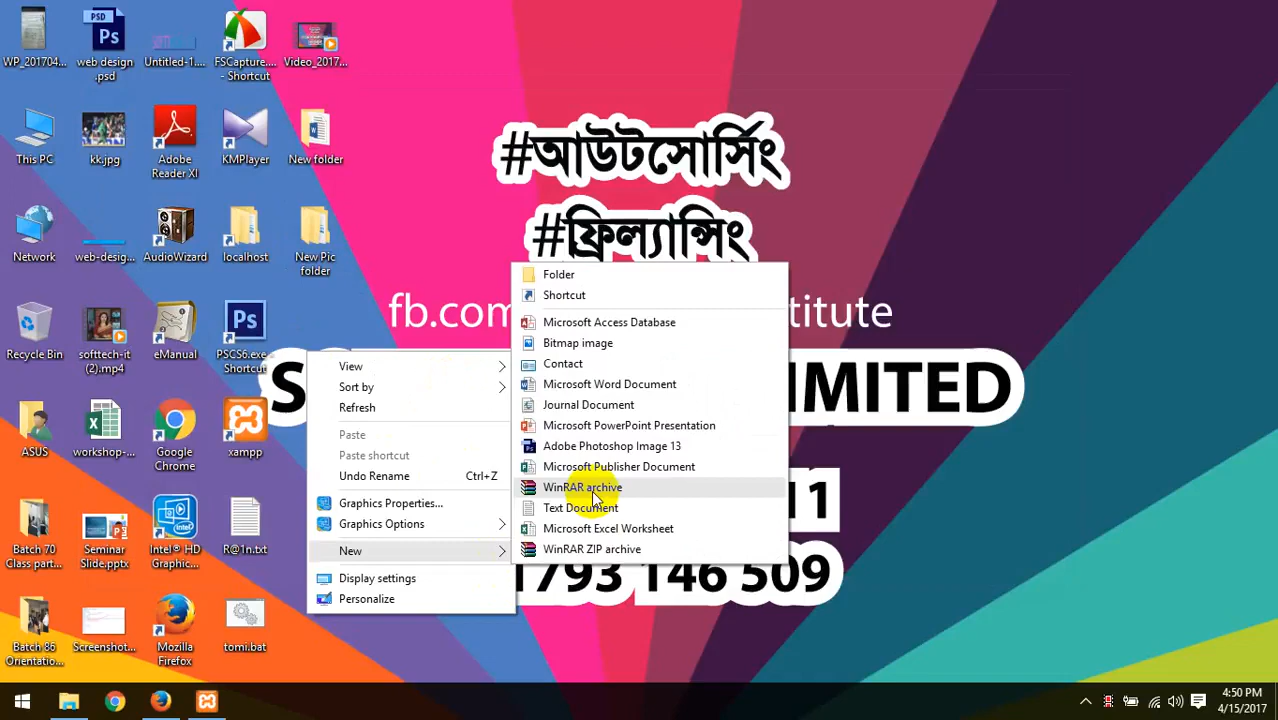 WP_201704...
PSD
Ps
web design
.psd
Untitled-1....
FSCapture....
- Shortcut
Video_2017...
This PC
kk.jpg
Adobe
Reader XI
KMPlayer
New folder
Network
web-desig...
AudioWizard
localhost
New Pic
folder
Recycle Bin
softtech-it
(2).mp4
eManual
Ps
PSCS6.exe -
Shortcut
ASUS
workshop-...
Google
Chrome
xampp
Batch 70
Class part...
Seminar
Slide.pptx
Intel® HD
Graphic...
R@1n.txt
Batch 86
Orientatio...
Screenshot...
Mozilla
Firefox
tomi.bat
#আউটসোর্সিং
#ফ্রিল্যান্সিং
fb.com
titute
S
IMITED
11
1793 146 509
View
Sort by
Refresh
Paste
Paste shortcut
Undo Rename Ctrl+Z
Graphics Properties...
Graphics Options
New
Display settings
Personalize
Folder
Shortcut
Microsoft Access Database
Bitmap image
Contact
Microsoft Word Document
Journal Document
Microsoft PowerPoint Presentation
Adobe Photoshop Image 13
Microsoft Publisher Document
WinRAR archive
Text Document
Microsoft Excel Worksheet
WinRAR ZIP archive
4:50 PM
4/15/2017